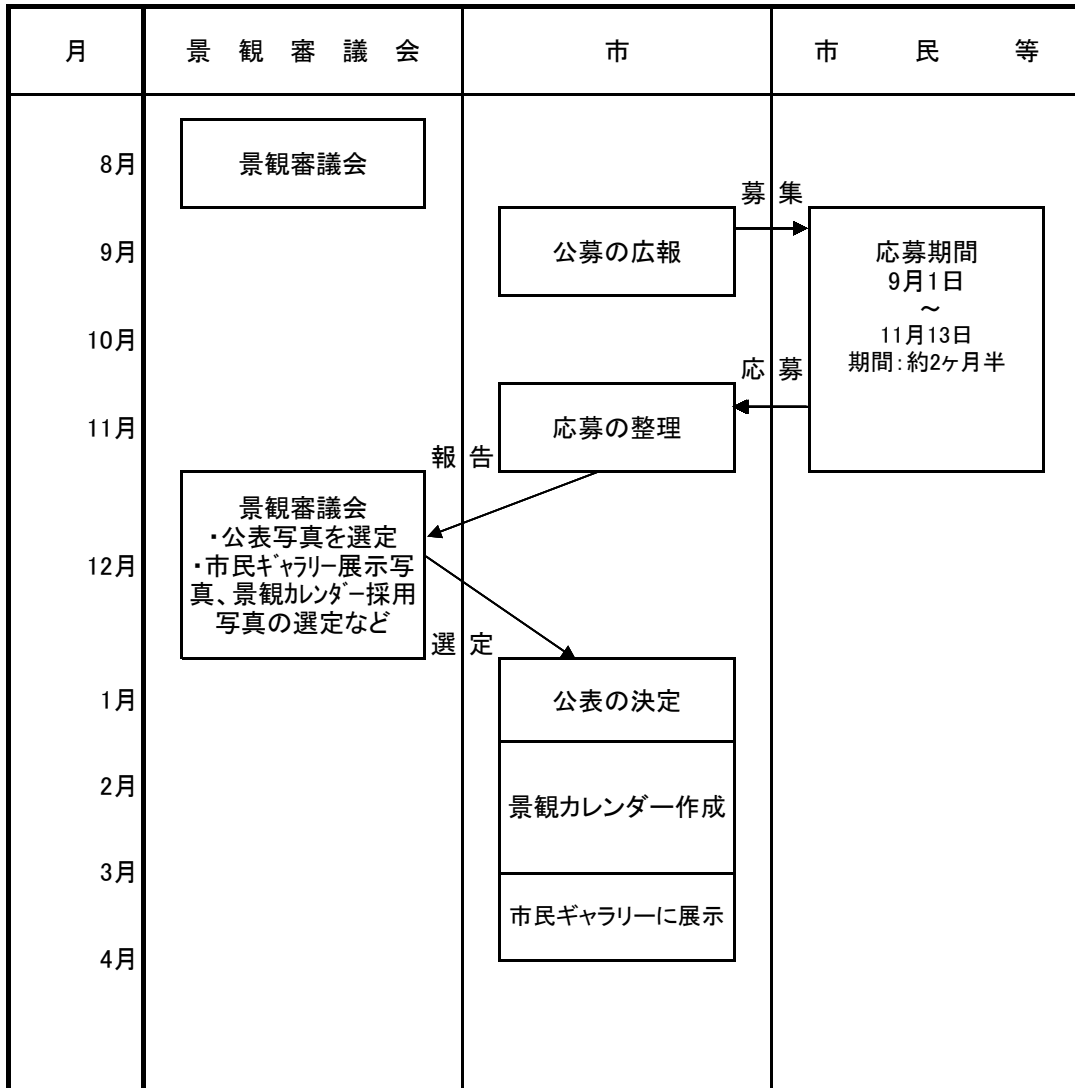 月
景観審議会
市
市民等
8月
景観審議会
募集
9月
公募の広報
応募期間
9月1日
～
11月13日
期間：約2ヶ月半
10月
応募
11月
応募の整理
報告
12月
景観審議会
・公表写真を選定
・市民ギャラリー展示写
真、景観カレンダー採用
写真の選定など
選定
1月
公表の決定
2月
景観カレンダー作成
3月
市民ギャラリーに展示
4月